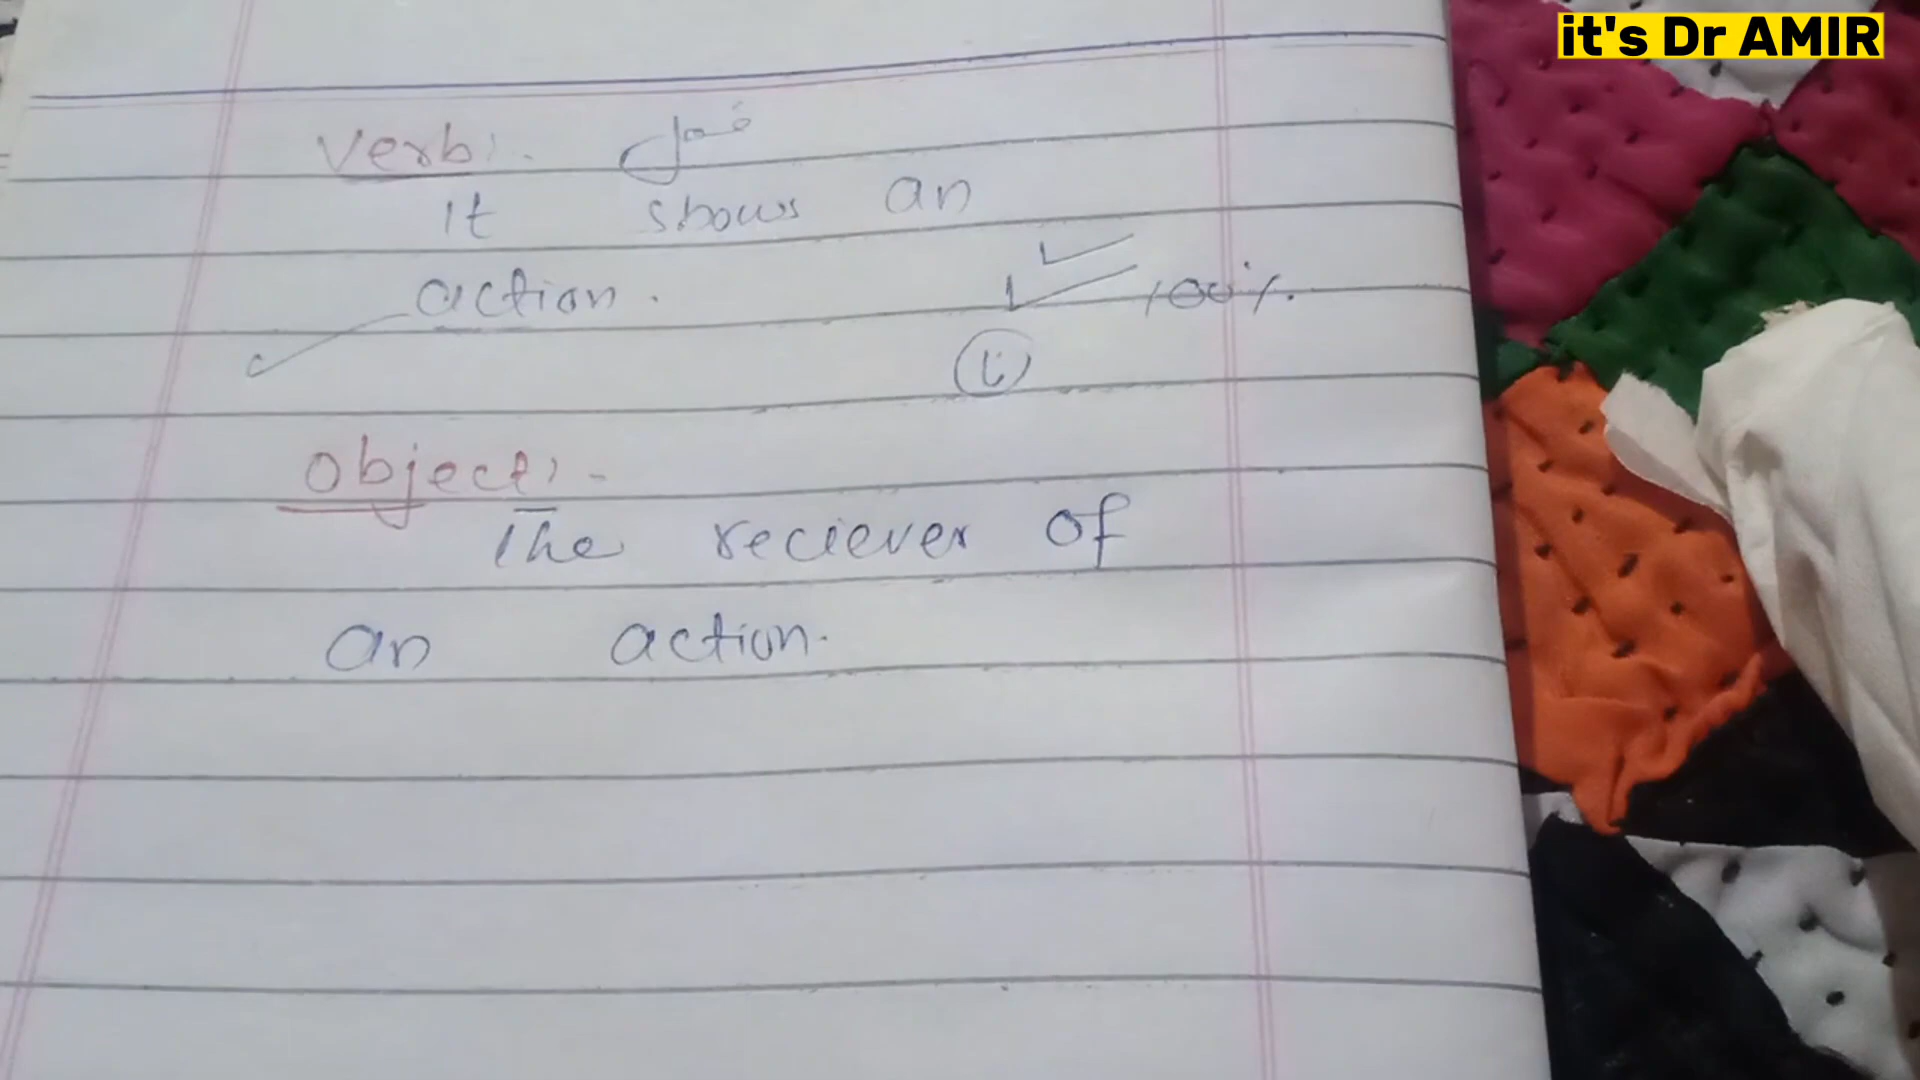 it's Dr AMIR
Verb:. فعل
it shows an
action. 100%.
Object:-
The reciever of
an action.